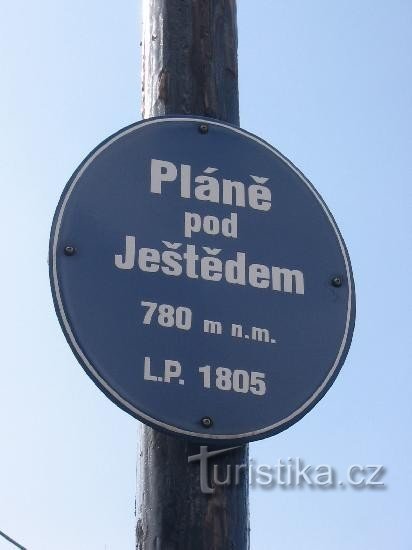 Pláně
pod
Ještědem
780 m n.m.
L.P. 1805
Turistika.cz